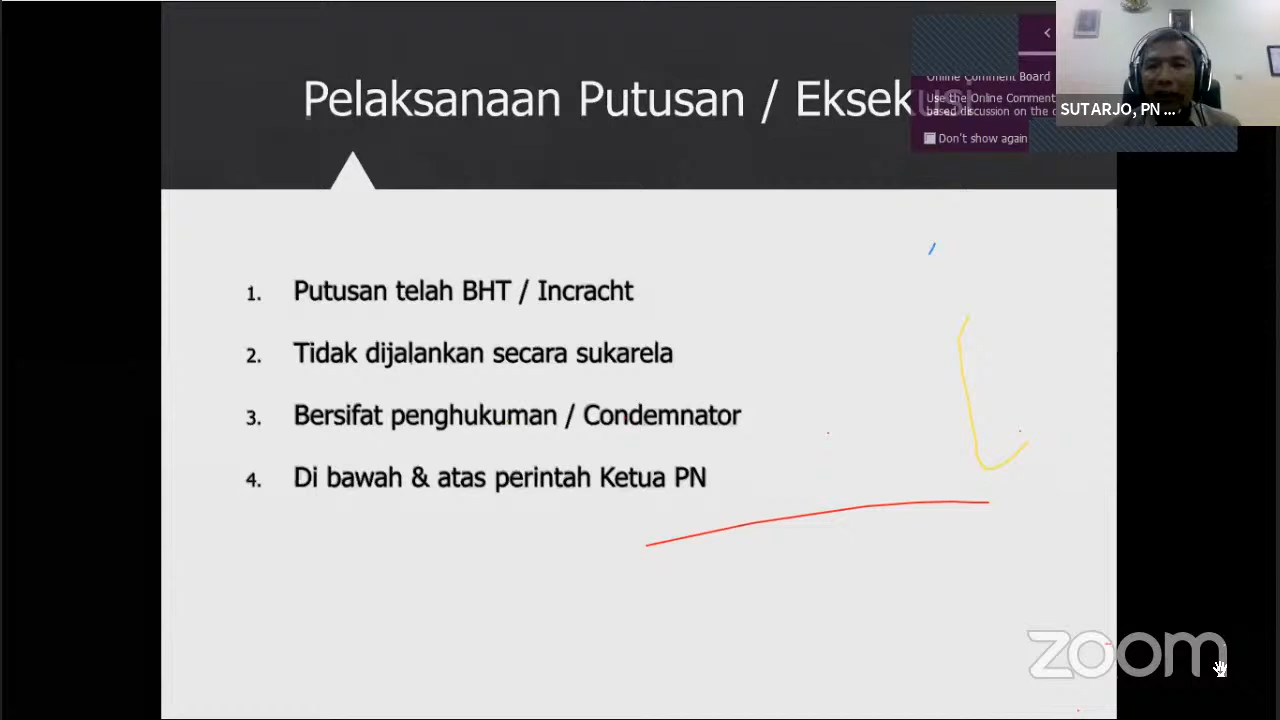 Pelaksanaan Putusan / Eksekusi
Online Comment Board
Use the Online Comment
based discussion on the
Don't show again
SUTARJO, PN ...
1. Putusan telah BHT / Incracht
2. Tidak dijalankan secara sukarela
3. Bersifat penghukuman / Condemnator
4. Di bawah & atas perintah Ketua PN
zoom